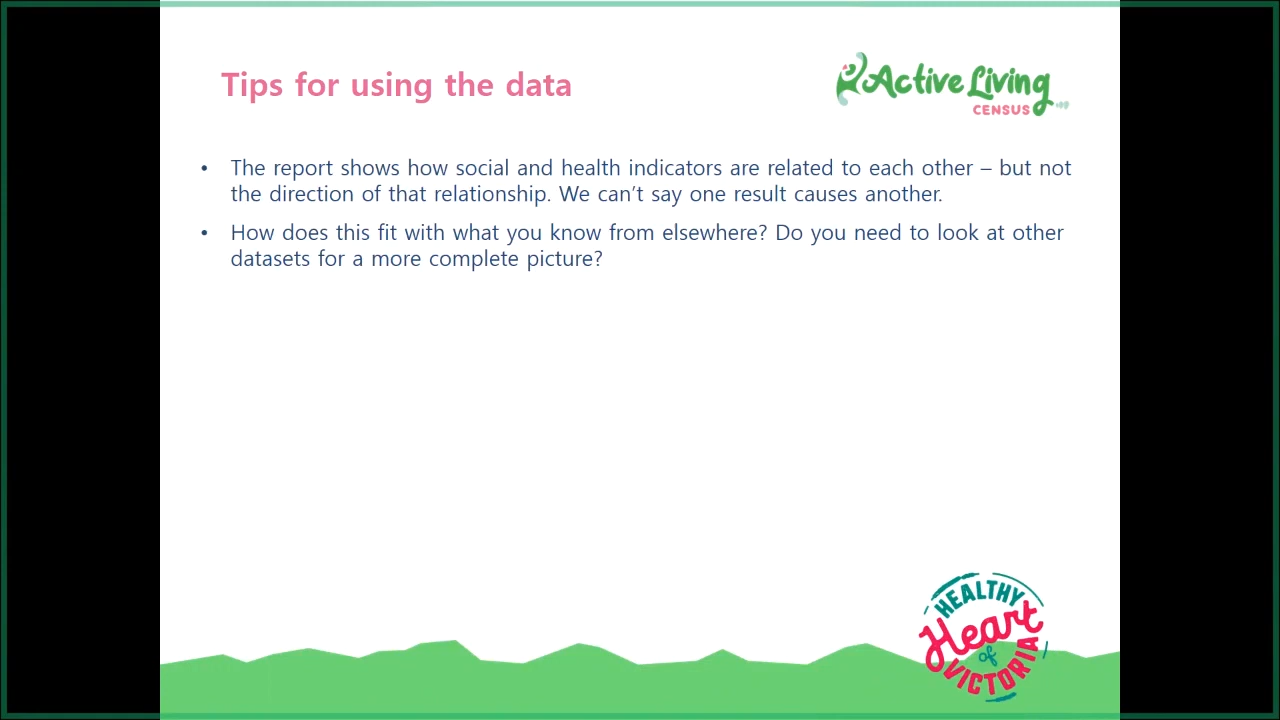 Tips for using the data
Active Living
CENSUS
• The report shows how social and health indicators are related to each other – but not
the direction of that relationship. We can’t say one result causes another.
• How does this fit with what you know from elsewhere? Do you need to look at other
datasets for a more complete picture?
HEALTHY
Heart
of
VICTORIA